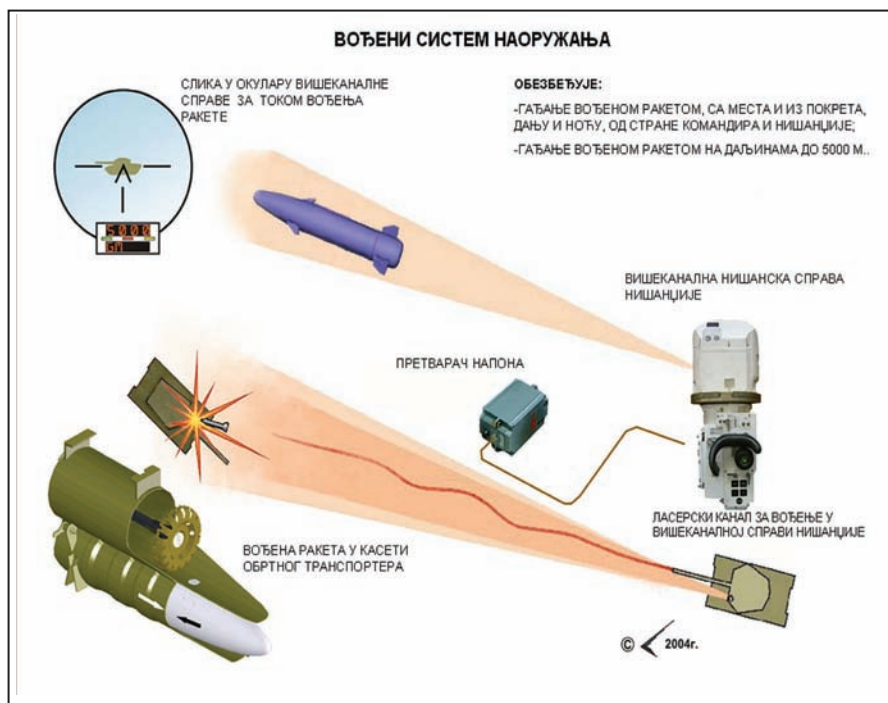 ВОЂЕНИ СИСТЕМ НАОРУЖАЊА
СЛИКА У ОКУЛАРУ ВИШЕКАНАЛНЕ
СПРАВЕ ЗА ТОКОМ ВОЂЕЊА
РАКЕТЕ
5000
GM
ОБЕЗБЕЂУЈЕ:
-ГАЂАЊЕ ВОЂЕНОМ РАКЕТОМ, СА МЕСТА И ИЗ ПОКРЕТА,
ДАЊУ И НОЋУ, ОД СТРАНЕ КОМАНДИРА И НИШАНЏИЈЕ;
-ГАЂАЊЕ ВОЂЕНОМ РАКЕТОМ НА ДАЉИНАМА ДО 5000 М..
ВИШЕКАНАЛНА НИШАНСКА СПРАВА
НИШАНЏИЈЕ
ПРЕТВАРАЧ НАПОНА
ЛАСЕРСКИ КАНАЛ ЗА ВОЂЕЊЕ У
ВИШЕКАНАЛНОЈ СПРАВИ НИШАНЏИЈЕ
ВОЂЕНА РАКЕТА У КАСЕТИ
ОБРТНОГ ТРАНСПОРТЕРА
© 2004г.